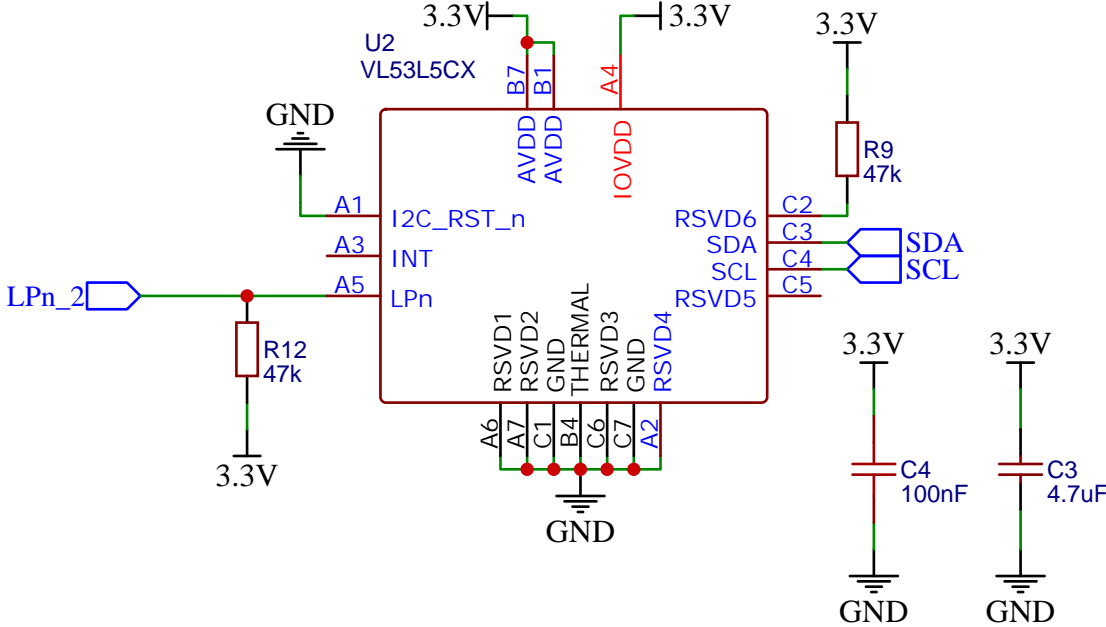 3.3V
3.3V
3.3V
U2
VL53L5CX
B7
B1
A4
GND
AVDD
AVDD
IOVDD
R9
47k
A1
I2C_RST_n
RSVD6
C2
A3
INT
SDA
C3
SDA
SCL
C4
SCL
LPn_2
A5
LPn
RSVD5
C5
RSVD1
RSVD2
GND
THERMAL
RSVD3
GND
RSVD4
R12
47k
3.3V
3.3V
A6
A7
C1
B4
C6
C7
A2
3.3V
C4
100nF
C3
4.7uF
GND
GND
GND